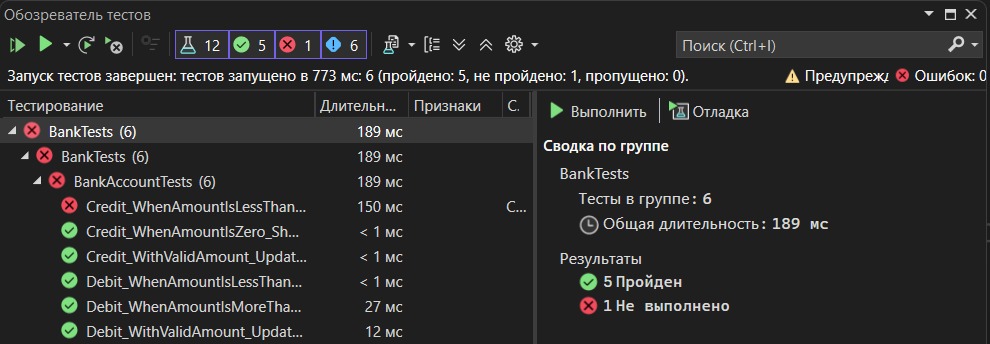 Обозреватель тестов
12 5 1 6 Поиск (Ctrl+I)
Запуск тестов завершен: тестов запущено в 773 мс: 6 (пройдено: 5, не пройдено: 1, пропущено: 0). Предупрежд Ошибок: 0
Тестирование Длительн... Признаки С.
BankTests (6) 189 мс
BankTests (6) 189 мс
BankAccountTests (6) 189 мс
Credit_WhenAmountIsLessThan... 150 мс С...
Credit_WhenAmountIsZero_Sh... < 1 мс
Credit_WithValidAmount_Updat... < 1 мс
Debit_WhenAmountIsLessThan... < 1 мс
Debit_WhenAmountIsMoreTha... 27 мс
Debit_WithValidAmount_Updat... 12 мс
Выполнить Отладка
Сводка по группе
BankTests
Тесты в группе: 6
Общая длительность: 189 мс
Результаты
5 Пройден
1 Не выполнено